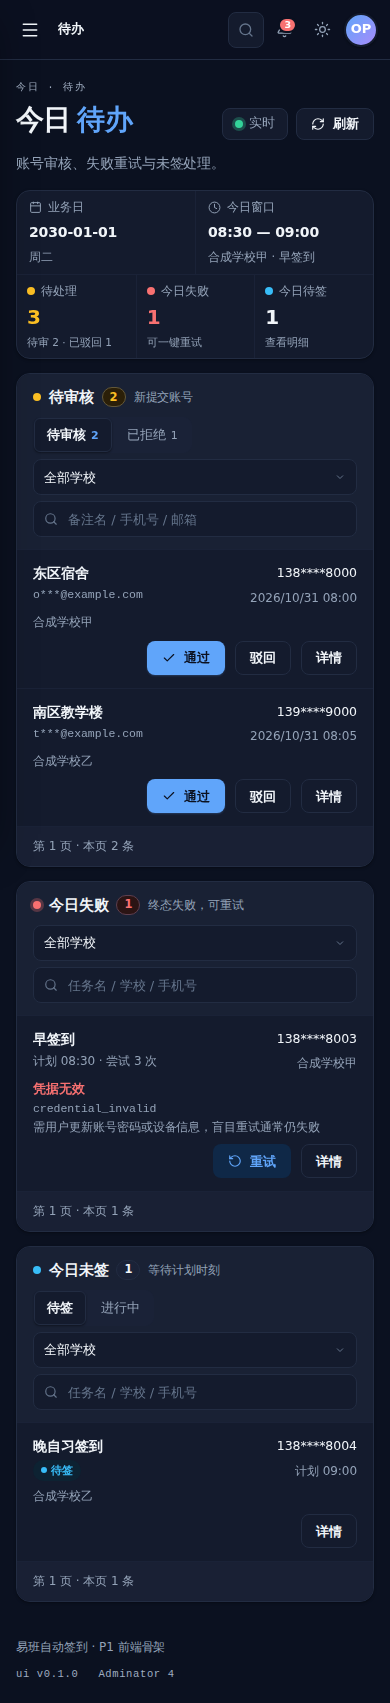 待办
3
OP
今日 · 待办
今日 待办
实时
刷新
账号审核、失败重试与未签处理。
业务日
2030-01-01
周二
今日窗口
08:30 — 09:00
合成学校甲 · 早签到
待处理
3
待审 2 · 已驳回 1
今日失败
1
可一键重试
今日待签
1
查看明细
待审核 2 新提交账号
待审核 2 已拒绝 1
全部学校
备注名 / 手机号 / 邮箱
东区宿舍 138****8000
o***@example.com 2026/10/31 08:00
合成学校甲
通过 驳回 详情
南区教学楼 139****9000
t***@example.com 2026/10/31 08:05
合成学校乙
通过 驳回 详情
第 1 页 · 本页 2 条
今日失败 1 终态失败，可重试
全部学校
任务名 / 学校 / 手机号
早签到 138****8003
计划 08:30 · 尝试 3 次 合成学校甲
凭据无效
credential_invalid
需用户更新账号密码或设备信息，盲目重试通常仍失败
重试 详情
第 1 页 · 本页 1 条
今日未签 1 等待计划时刻
待签 进行中
全部学校
任务名 / 学校 / 手机号
晚自习签到 138****8004
待签 计划 09:00
合成学校乙
详情
第 1 页 · 本页 1 条
易班自动签到 · P1 前端骨架
ui v0.1.0 Adminator 4